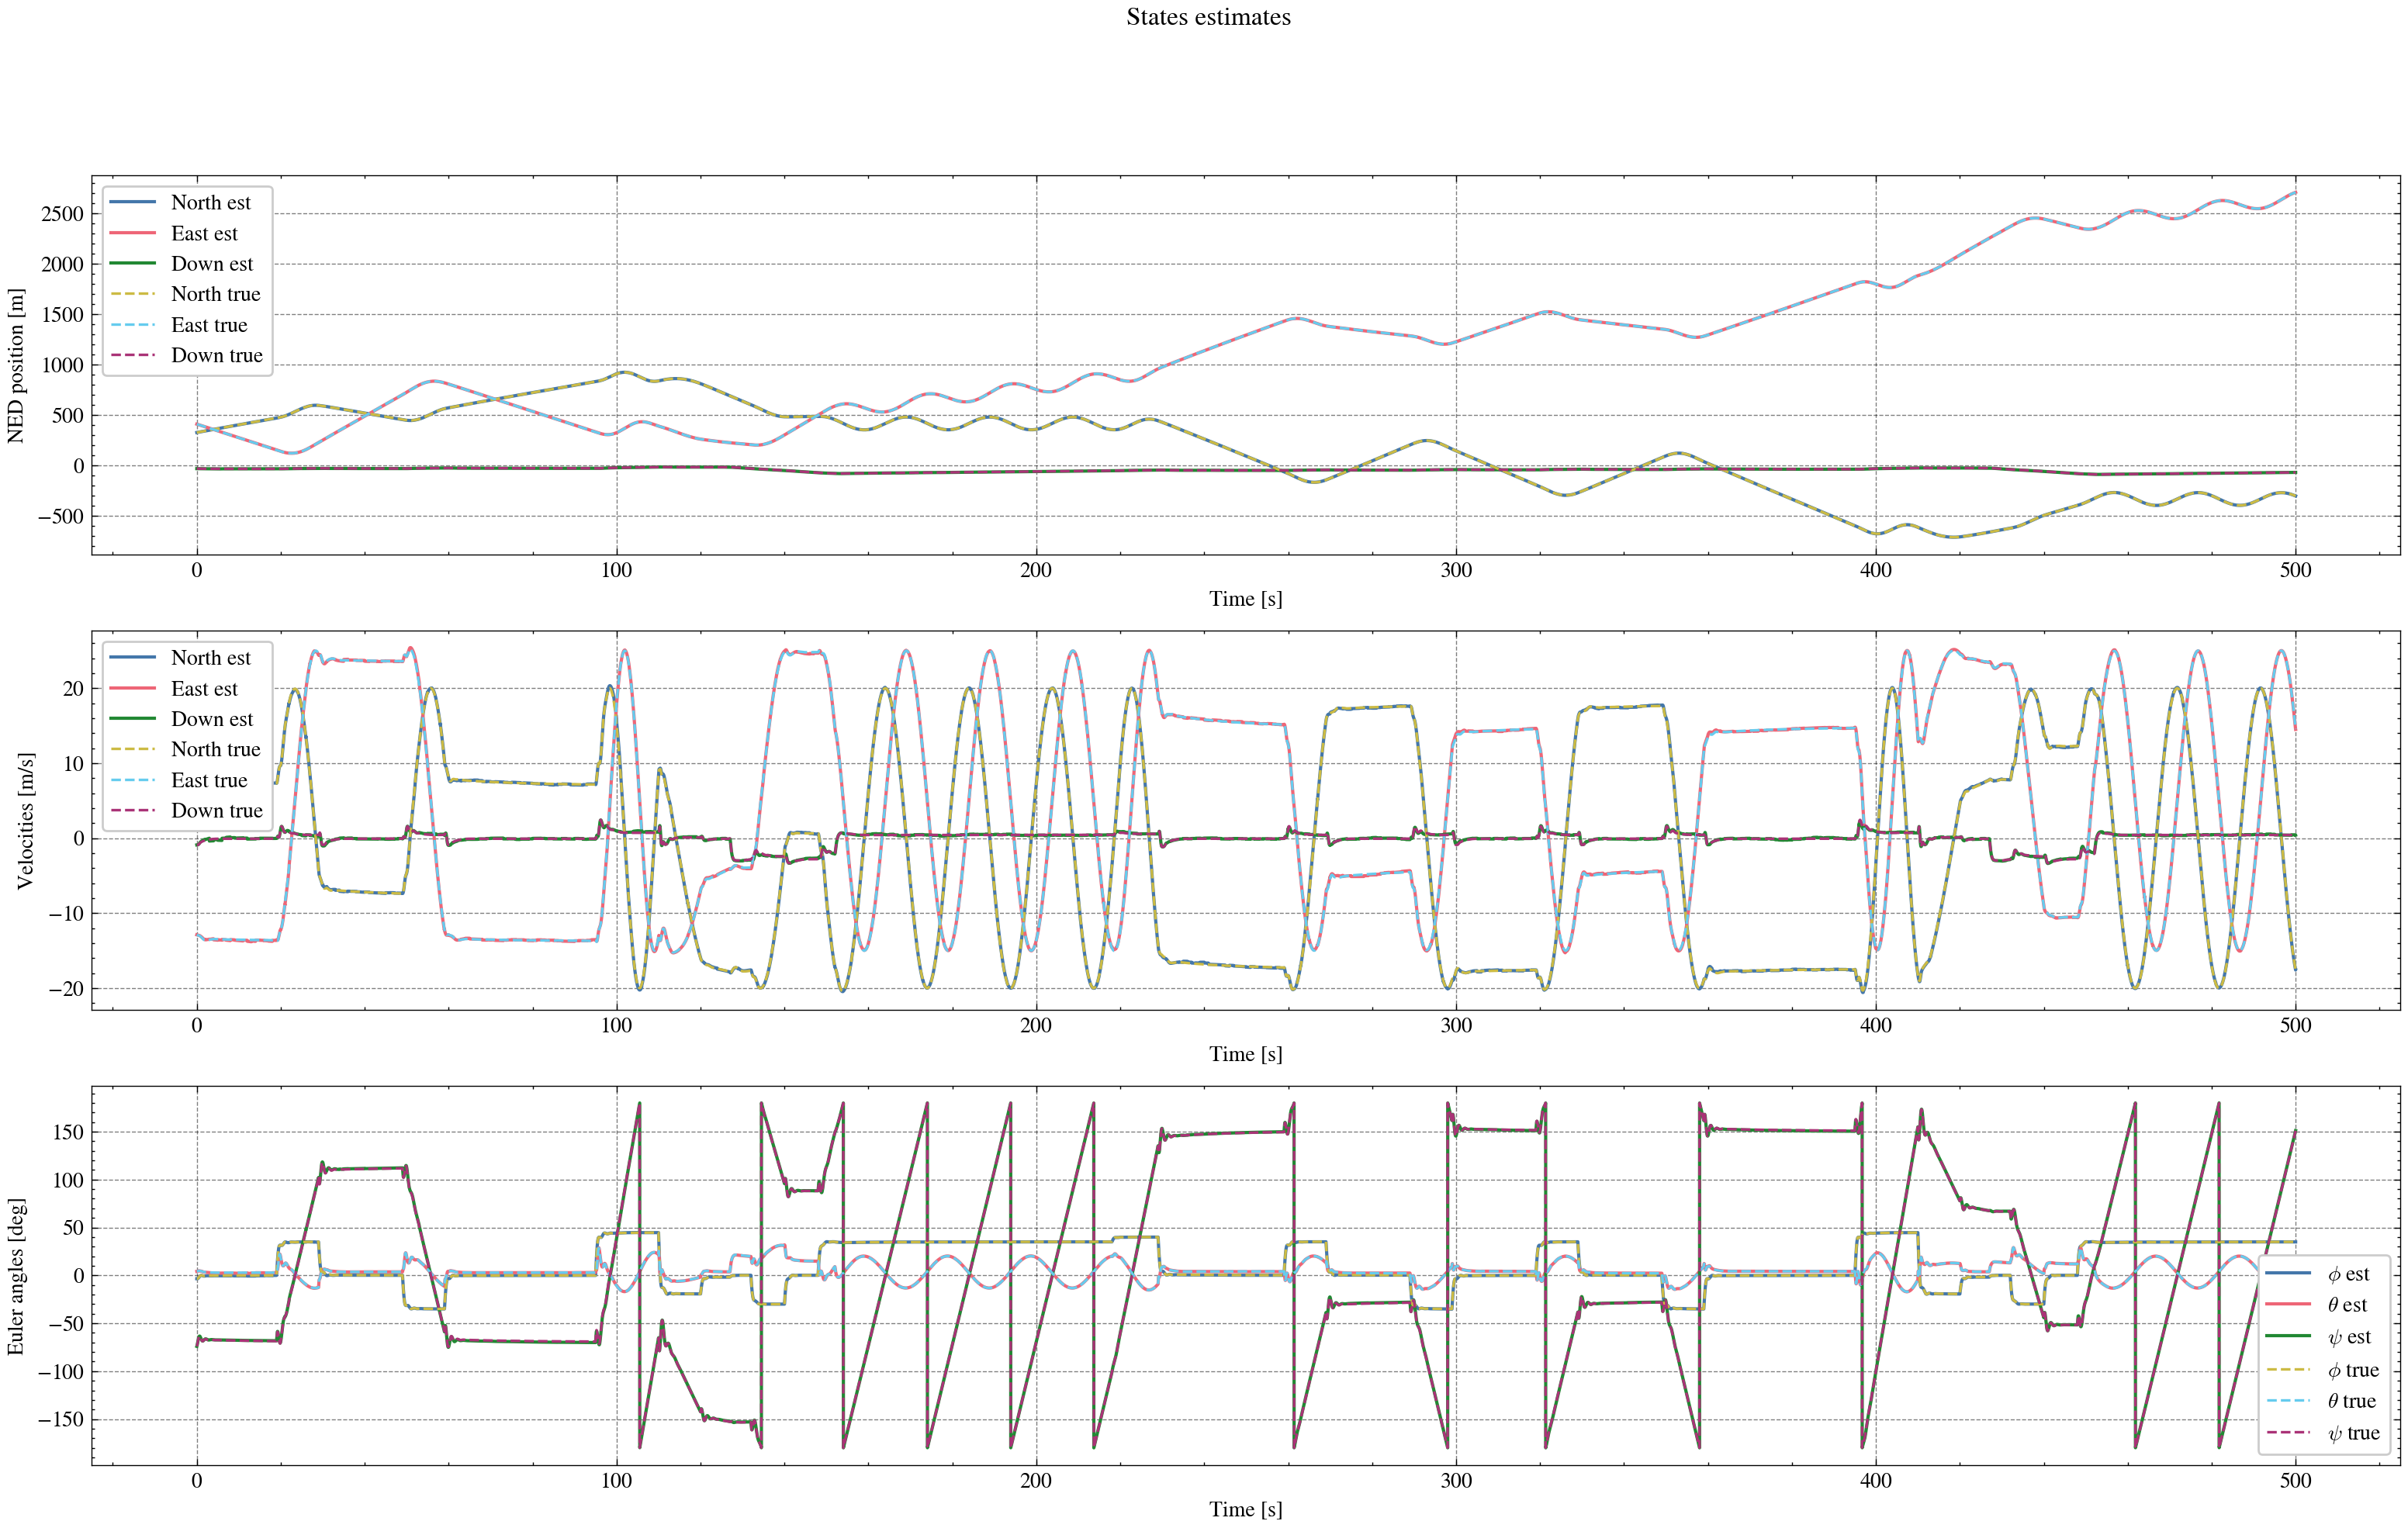 States estimates
NED position [m]
2500
2000
1500
1000
500
0
−500
North est
East est
Down est
North true
East true
Down true
0 100 200 300 400 500
Time [s]
Velocities [m/s]
20
10
0
−10
−20
North est
East est
Down est
North true
East true
Down true
0 100 200 300 400 500
Time [s]
Euler angles [deg]
150
100
50
0
−50
−100
−150
ϕ est
θ est
ψ est
ϕ true
θ true
ψ true
0 100 200 300 400 500
Time [s]